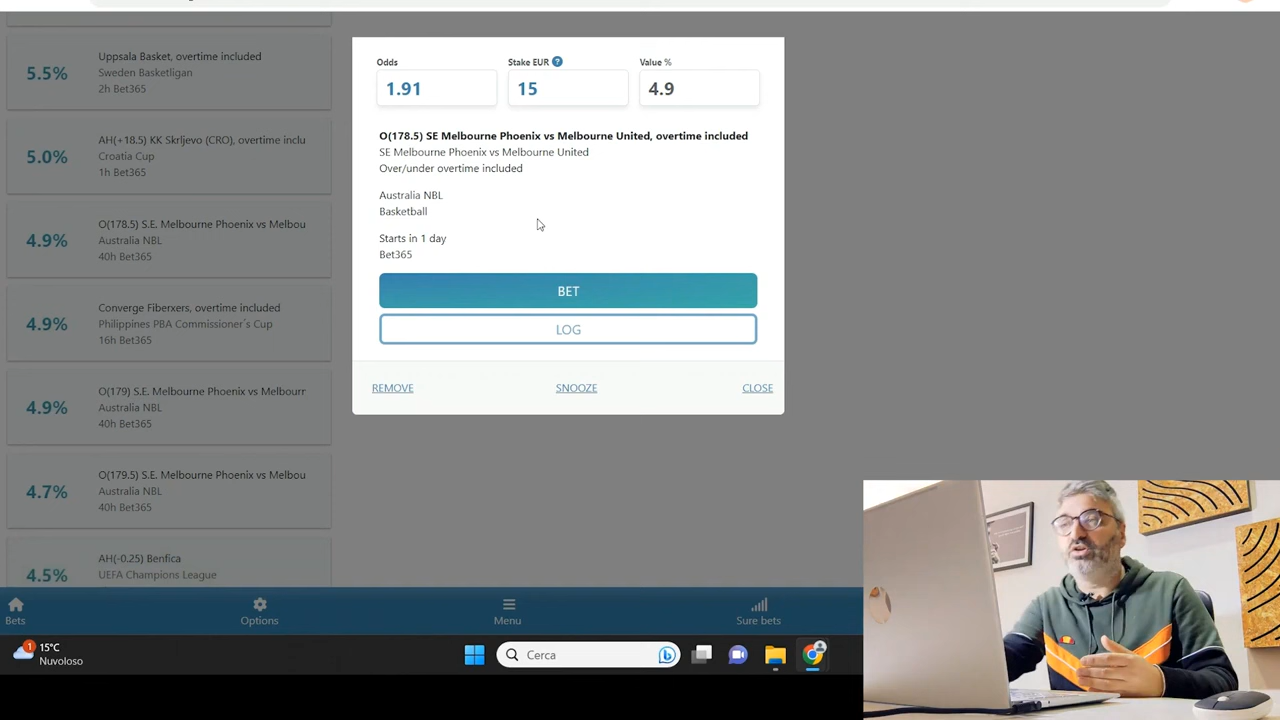 5.5%
Uppsala Basket, overtime included
Sweden Basketligan
2h Bet365
5.0%
AH(+18.5) KK Skrljevo (CRO), overtime inclu
Croatia Cup
1h Bet365
4.9%
O(178.5) S.E. Melbourne Phoenix vs Melbou
Australia NBL
40h Bet365
4.9%
Converge Fiberxers, overtime included
Philippines PBA Commissioner´s Cup
16h Bet365
4.9%
O(179) S.E. Melbourne Phoenix vs Melbourr
Australia NBL
40h Bet365
4.7%
O(179.5) S.E. Melbourne Phoenix vs Melbou
Australia NBL
40h Bet365
4.5%
AH(-0.25) Benfica
UEFA Champions League
Odds
Stake EUR ?
Value %
1.91
15
4.9
O(178.5) SE Melbourne Phoenix vs Melbourne United, overtime included
SE Melbourne Phoenix vs Melbourne United
Over/under overtime included
Australia NBL
Basketball
Starts in 1 day
Bet365
BET
LOG
REMOVE
SNOOZE
CLOSE
Bets
Options
Menu
Sure bets
1
15°C
Nuvoloso
Cerca